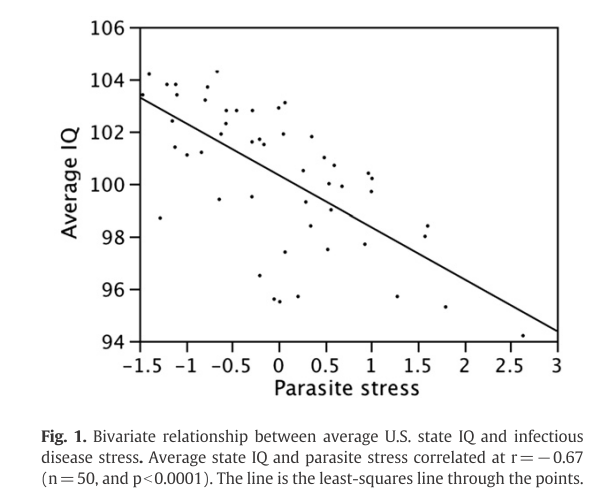 106
104
102
100
98
96
94
Average IQ
-1.5 -1 -0.5 0 0.5 1 1.5 2 2.5 3
Parasite stress
Fig. 1. Bivariate relationship between average U.S. state IQ and infectious
disease stress. Average state IQ and parasite stress correlated at r = −0.67
(n = 50, and p<0.0001). The line is the least-squares line through the points.